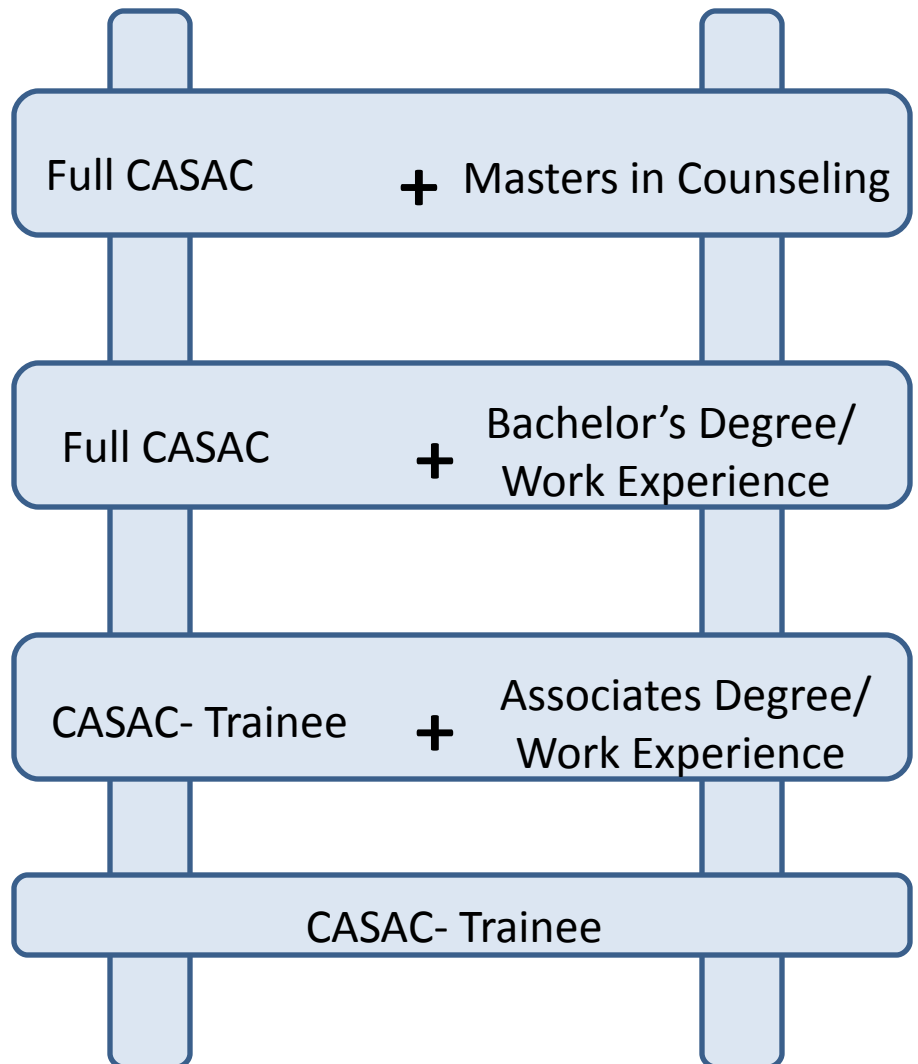 Full CASAC + Masters in Counseling
Full CASAC + Bachelor’s Degree/
Work Experience
CASAC- Trainee + Associates Degree/
Work Experience
CASAC- Trainee